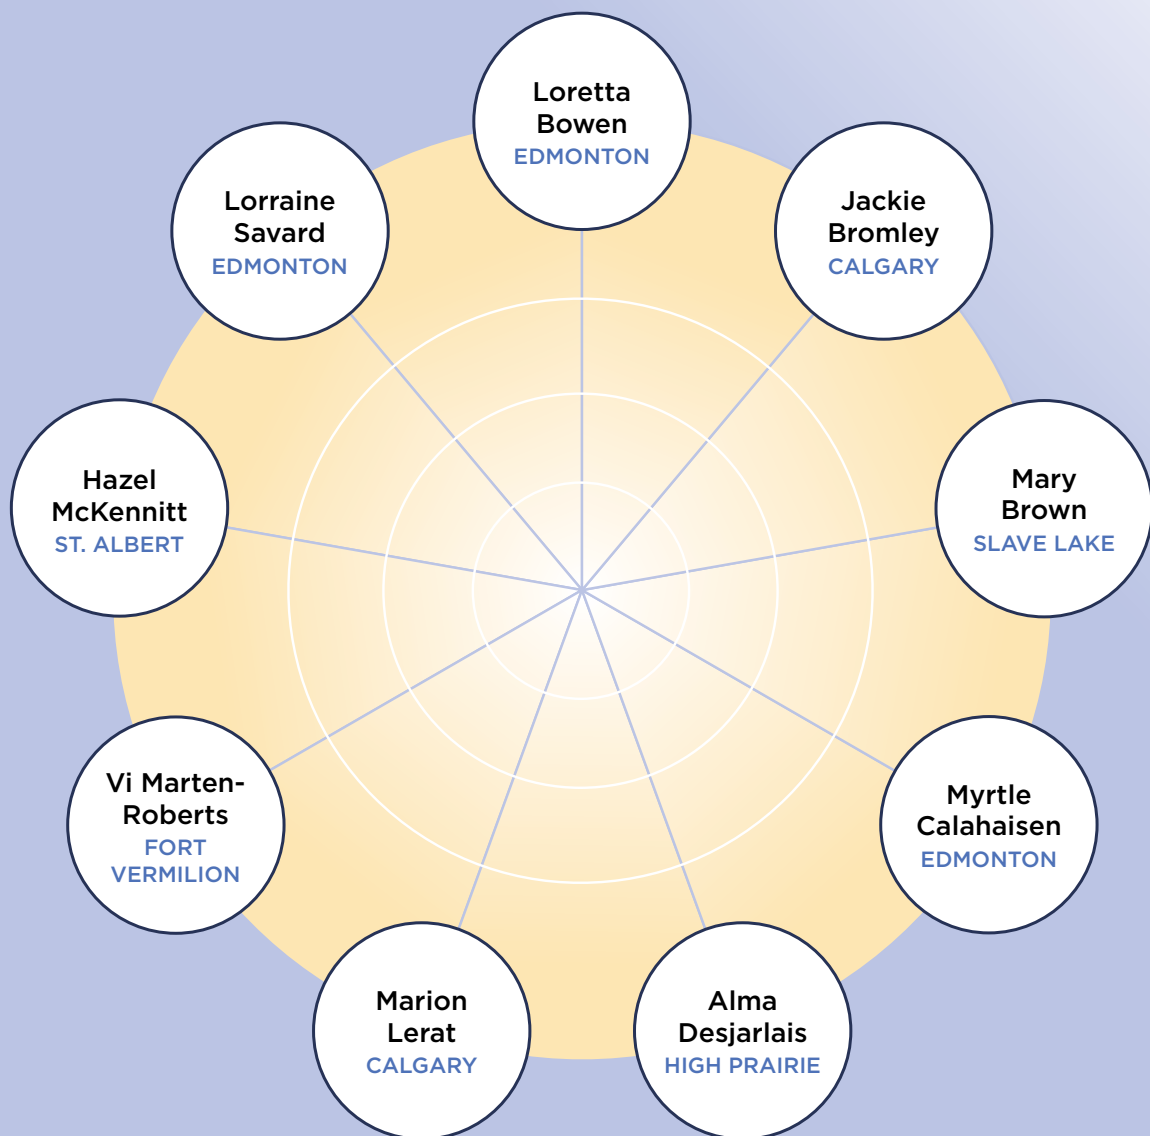 Loretta
Bowen
EDMONTON
Jackie
Bromley
CALGARY
Mary
Brown
SLAVE LAKE
Myrtle
Calahaisen
EDMONTON
Alma
Desjarlais
HIGH PRAIRIE
Marion
Lerat
CALGARY
Vi Marten-
Roberts
FORT
VERMILION
Hazel
McKennitt
ST. ALBERT
Lorraine
Savard
EDMONTON